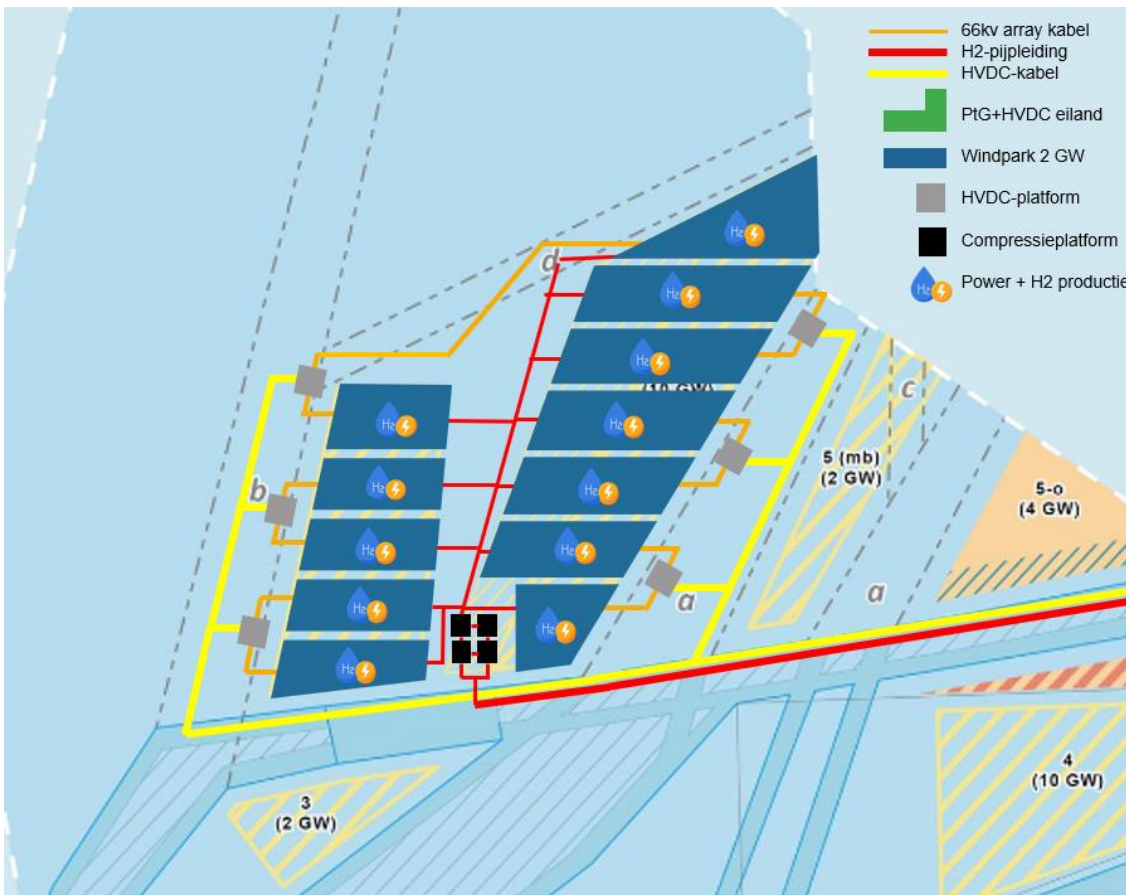 66kv array kabel
H2-pijpleiding
HVDC-kabel
PtG+HVDC eiland
Windpark 2 GW
HVDC-platform
Compressieplatform
H2
Power + H2 productie
H2
d
H2
H2
(10 GW)
c
H2
H2
5 (mb)
(2 GW)
5-o
(4 GW)
b
H2
H2
H2
H2
a
a
H2
H2
H2
4
(10 GW)
3
(2 GW)